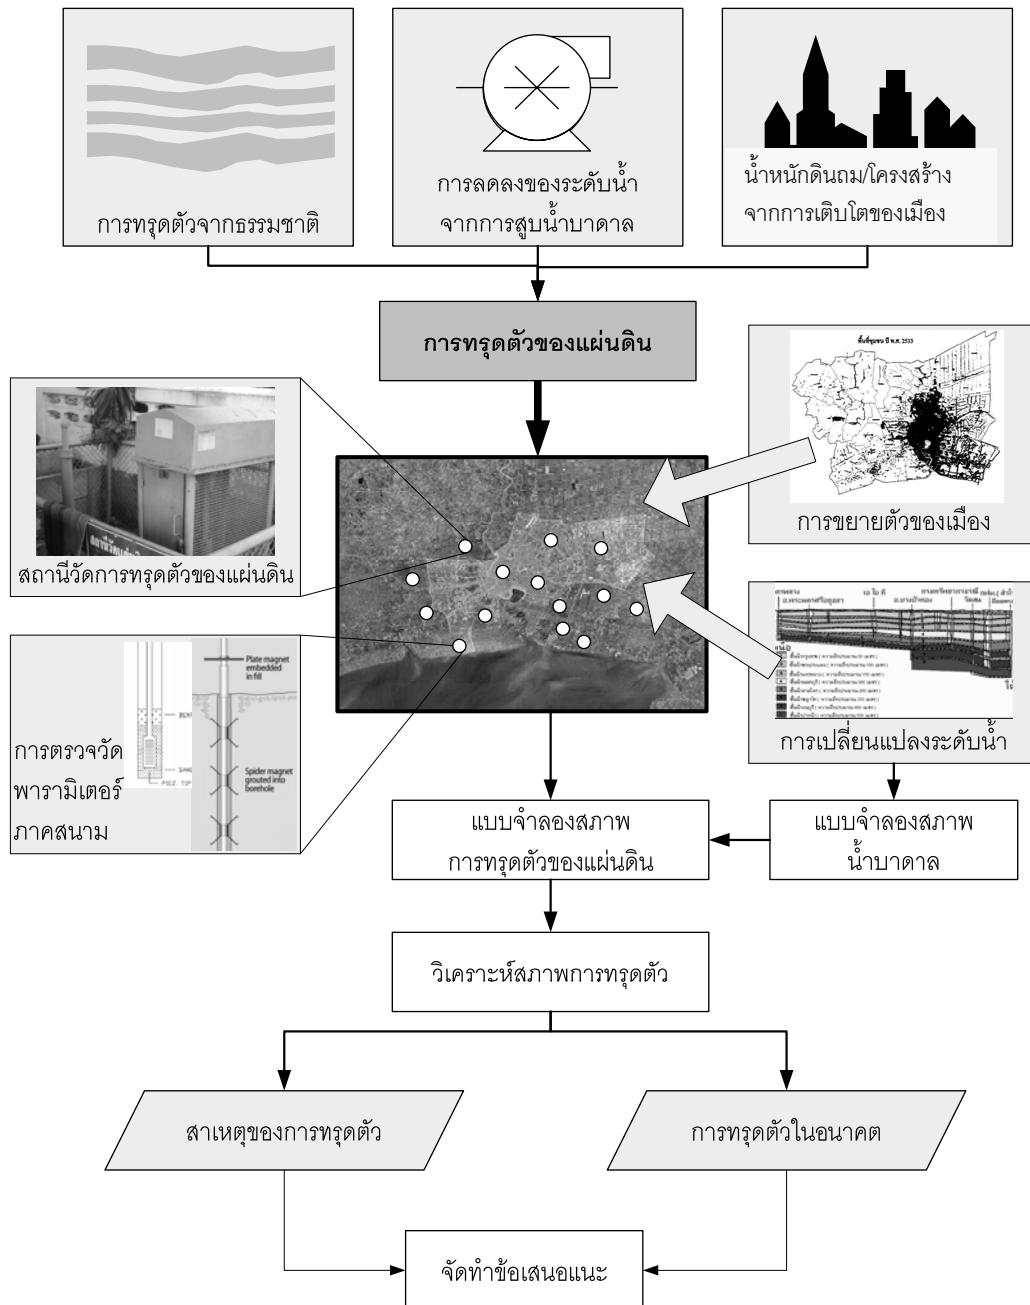 การทรุดตัวจากธรรมชาติ
การลดลงของระดับน้ำ
จากการสูบน้ำบาดาล
น้ำหนักดินถม/โครงสร้าง
จากการเติบโตของเมือง
การทรุดตัวของแผ่นดิน
พื้นที่ชุมชน ปี พ.ศ. 2533
การขยายตัวของเมือง
สถานีวัดการทรุดตัวของแผ่นดิน
Plate magnet
embedded
in fill
Spider magnet
grouted into
borehole
PIEZ. TIP
การตรวจวัด
พารามิเตอร์
ภาคสนาม
การเปลี่ยนแปลงระดับน้ำ
แบบจำลองสภาพ
การทรุดตัวของแผ่นดิน
แบบจำลองสภาพ
น้ำบาดาล
วิเคราะห์สภาพการทรุดตัว
สาเหตุของการทรุดตัว
การทรุดตัวในอนาคต
จัดทำข้อเสนอแนะ